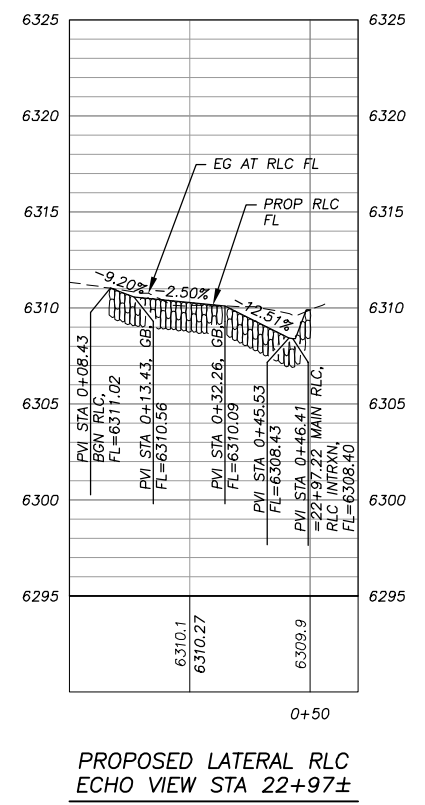 6325 6325
6320 6320
EG AT RLC FL
PROP RLC
FL
6315 6315
-9.20%
-2.50%
-12.51%
6310 6310
PVI STA 0+08.43
BGN RLC,
FL=6311.02
PVI STA 0+13.43, GB,
FL=6310.56
PVI STA 0+32.26, GB,
FL=6310.09
PVI STA 0+45.53
FL=6308.43
PVI STA 0+46.41
=22+97.22 MAIN RLC,
RLC INTRXN,
FL=6308.40
6305 6305
6300 6300
6295 6295
6310.1
6310.27
6309.9
0+50
PROPOSED LATERAL RLC
ECHO VIEW STA 22+97±